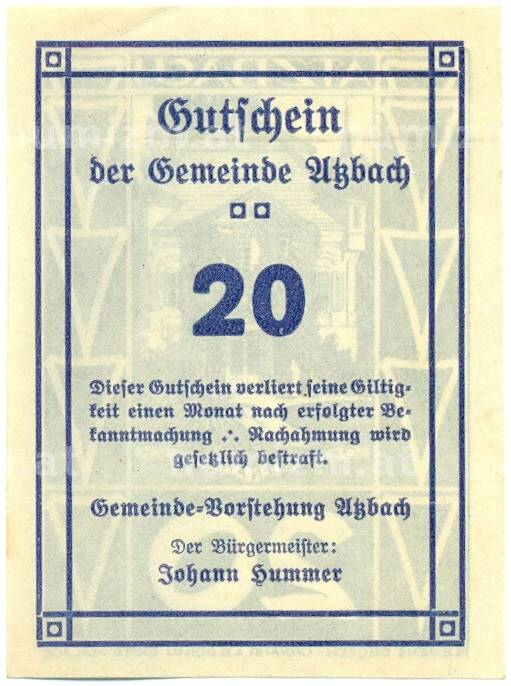 Gutschein
der Gemeinde Atzbach
20
Dieser Gutschein verliert seine Giltig-
keit einen Monat nach erfolgter Be-
kanntmachung ∴ Nachahmung wird
gesetzlich bestraft.
Gemeinde-Vorstehung Atzbach
Der Bürgermeister:
Johann Hummer